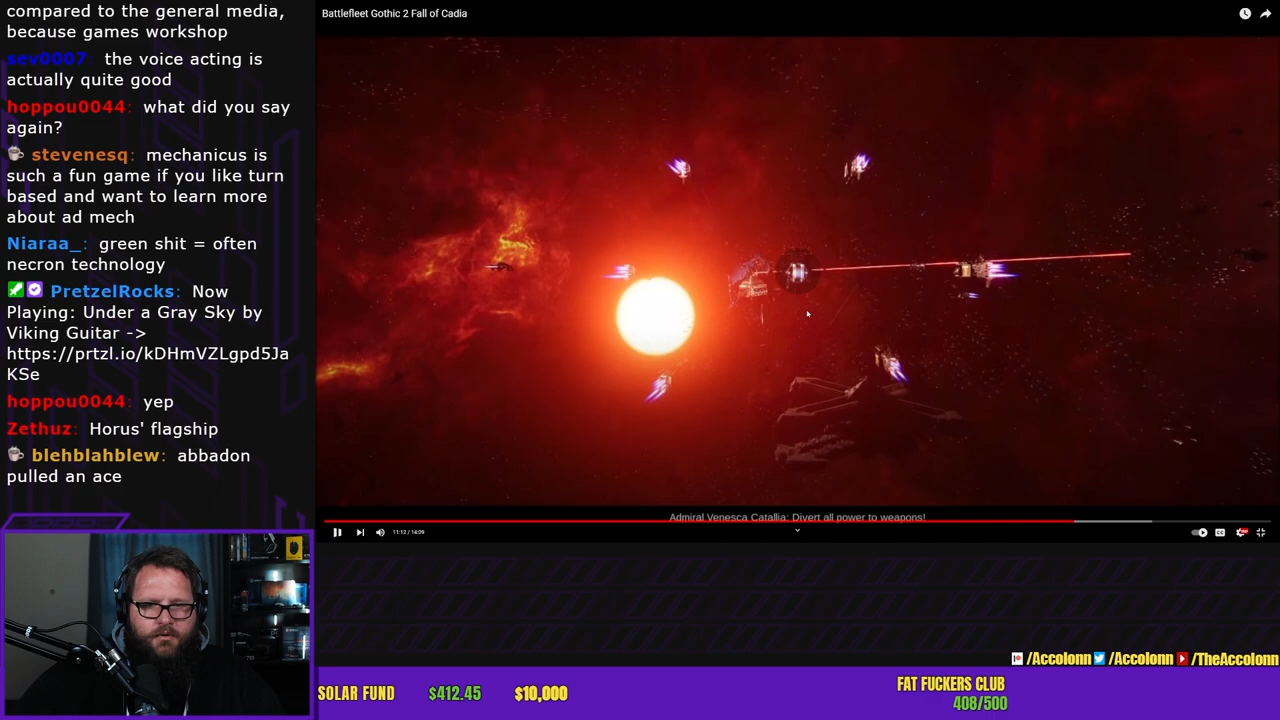 compared to the general media,
because games workshop
sev0007: the voice acting is
actually quite good
hoppou0044: what did you say
again?
stevenesq: mechanicus is
such a fun game if you like turn
based and want to learn more
about ad mech
Niaraa_: green shit = often
necron technology
PretzelRocks: Now
Playing: Under a Gray Sky by
Viking Guitar ->
https://prtzl.io/kDHmVZLgpd5Ja
KSe
hoppou0044: yep
Zethuz: Horus' flagship
blehblahblew: abbadon
pulled an ace
Battlefleet Gothic 2 Fall of Cadia
Admiral Venesca Catallia: Divert all power to weapons!
11:12 / 14:09
/Accolonn /Accolonn /TheAccolonn
SOLAR FUND $412.45 $10,000
FAT FUCKERS CLUB
408/500